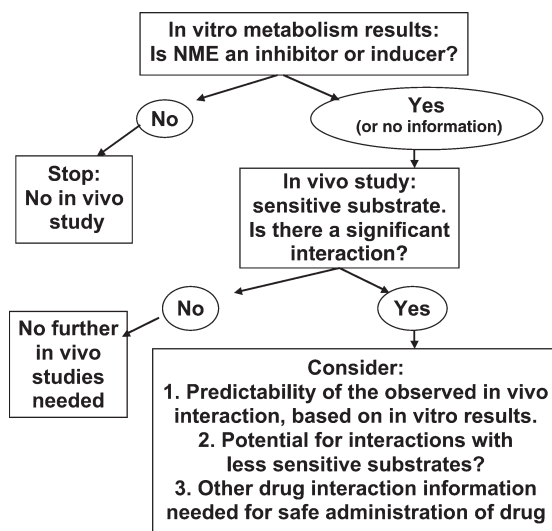 In vitro metabolism results:
Is NME an inhibitor or inducer?
No
Yes
(or no information)
Stop:
No in vivo
study
In vivo study:
sensitive substrate.
Is there a significant
interaction?
No
Yes
No further
in vivo
studies
needed
Consider:
1. Predictability of the observed in vivo
interaction, based on in vitro results.
2. Potential for interactions with
less sensitive substrates?
3. Other drug interaction information
needed for safe administration of drug